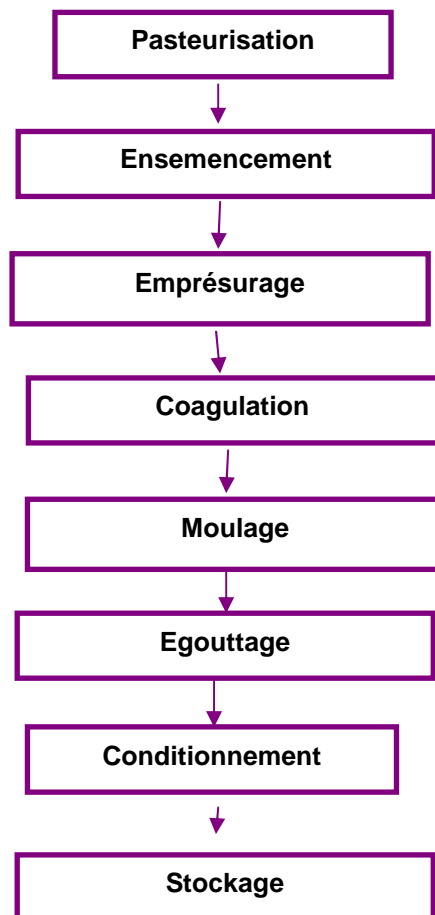 Pasteurisation
Ensemencement
Emprésurage
Coagulation
Moulage
Egouttage
Conditionnement
Stockage